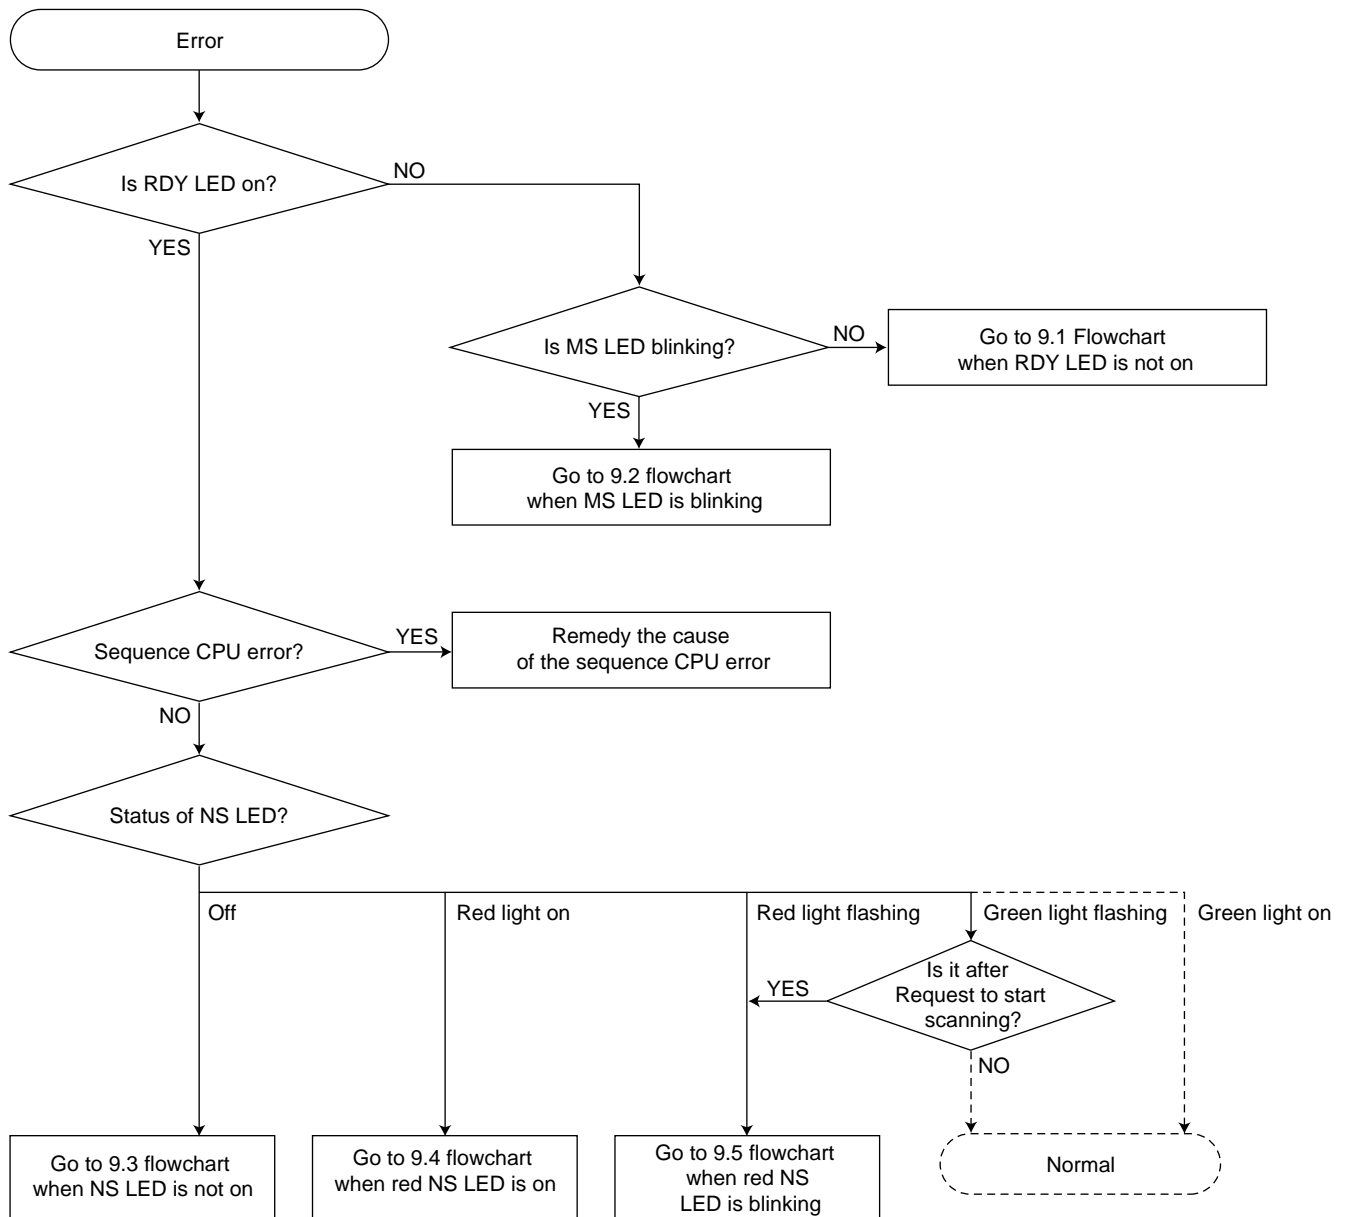 Error
Is RDY LED on?
NO
YES
Is MS LED blinking?
NO
Go to 9.1 Flowchart
when RDY LED is not on
YES
Go to 9.2 flowchart
when MS LED is blinking
Sequence CPU error?
YES
Remedy the cause
of the sequence CPU error
NO
Status of NS LED?
Off
Red light on
Red light flashing
Green light flashing
Green light on
Is it after
Request to start
scanning?
YES
NO
Go to 9.3 flowchart
when NS LED is not on
Go to 9.4 flowchart
when red NS LED is on
Go to 9.5 flowchart
when red NS
LED is blinking
Normal